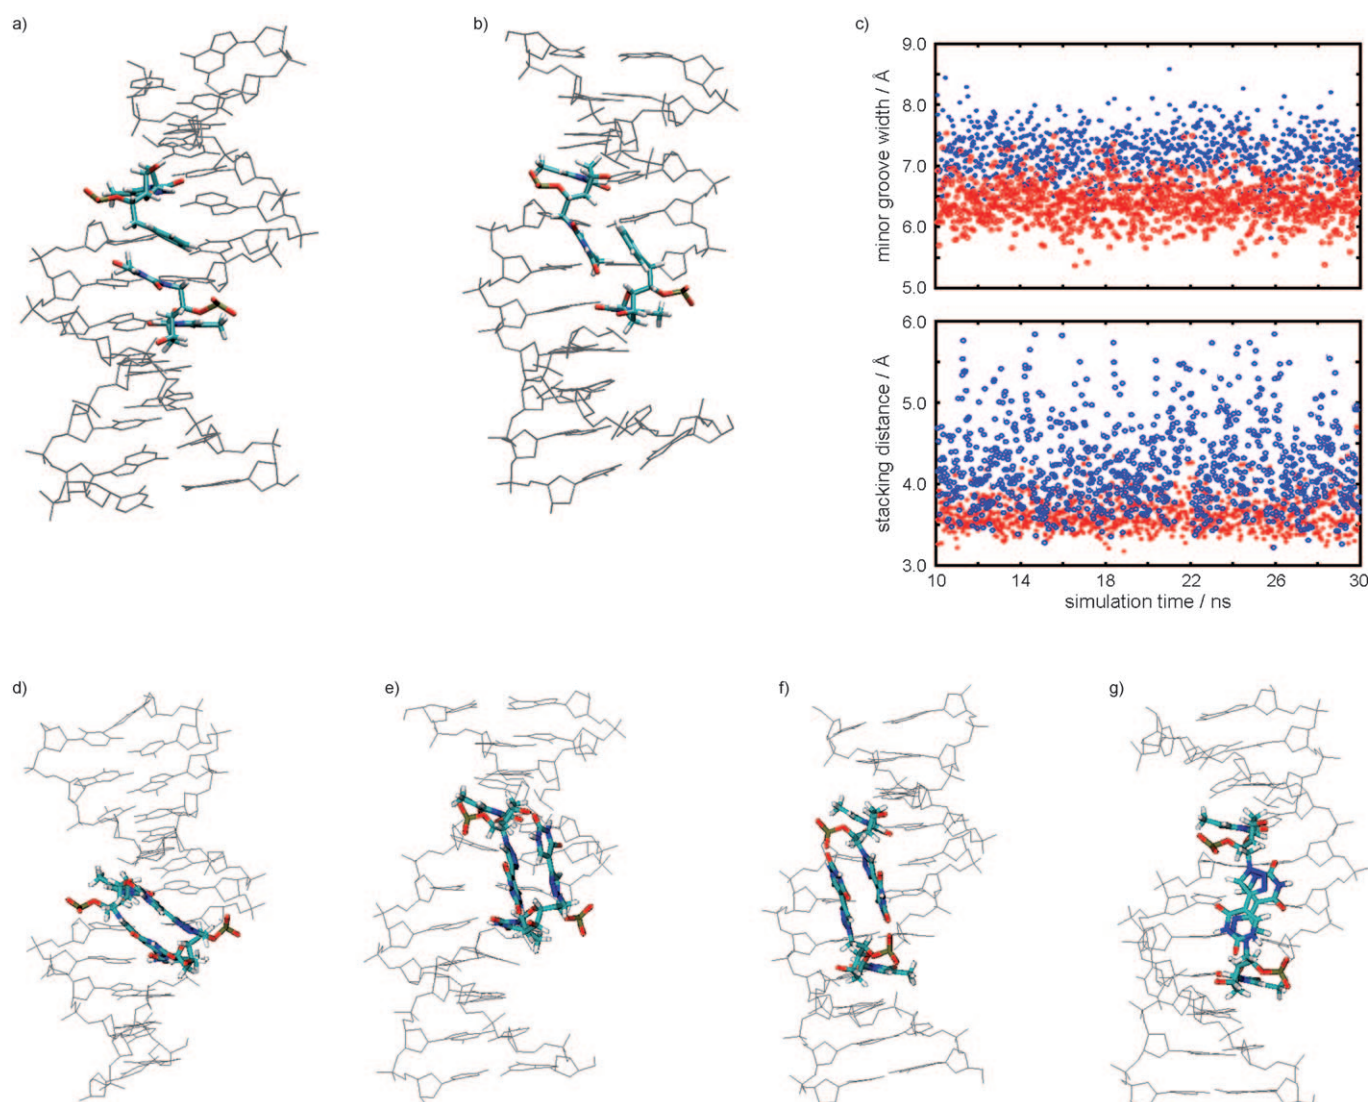 a)
b)
c)
9.0
8.0
7.0
6.0
5.0
minor groove width / Å
6.0
5.0
4.0
3.0
stacking distance / Å
10 14 18 22 26 30
simulation time / ns
d)
e)
f)
g)